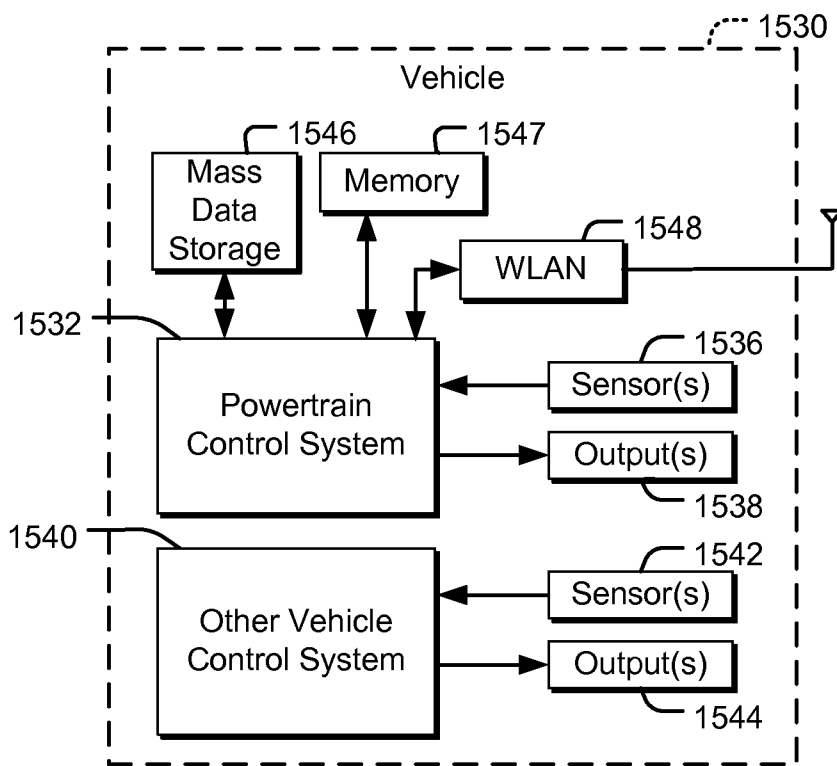 1530
Vehicle
1546
1547
Mass
Data
Storage
Memory
1548
WLAN
1532
1536
Sensor(s)
Powertrain
Control System
Output(s)
1538
1540
1542
Sensor(s)
Other Vehicle
Control System
Output(s)
1544